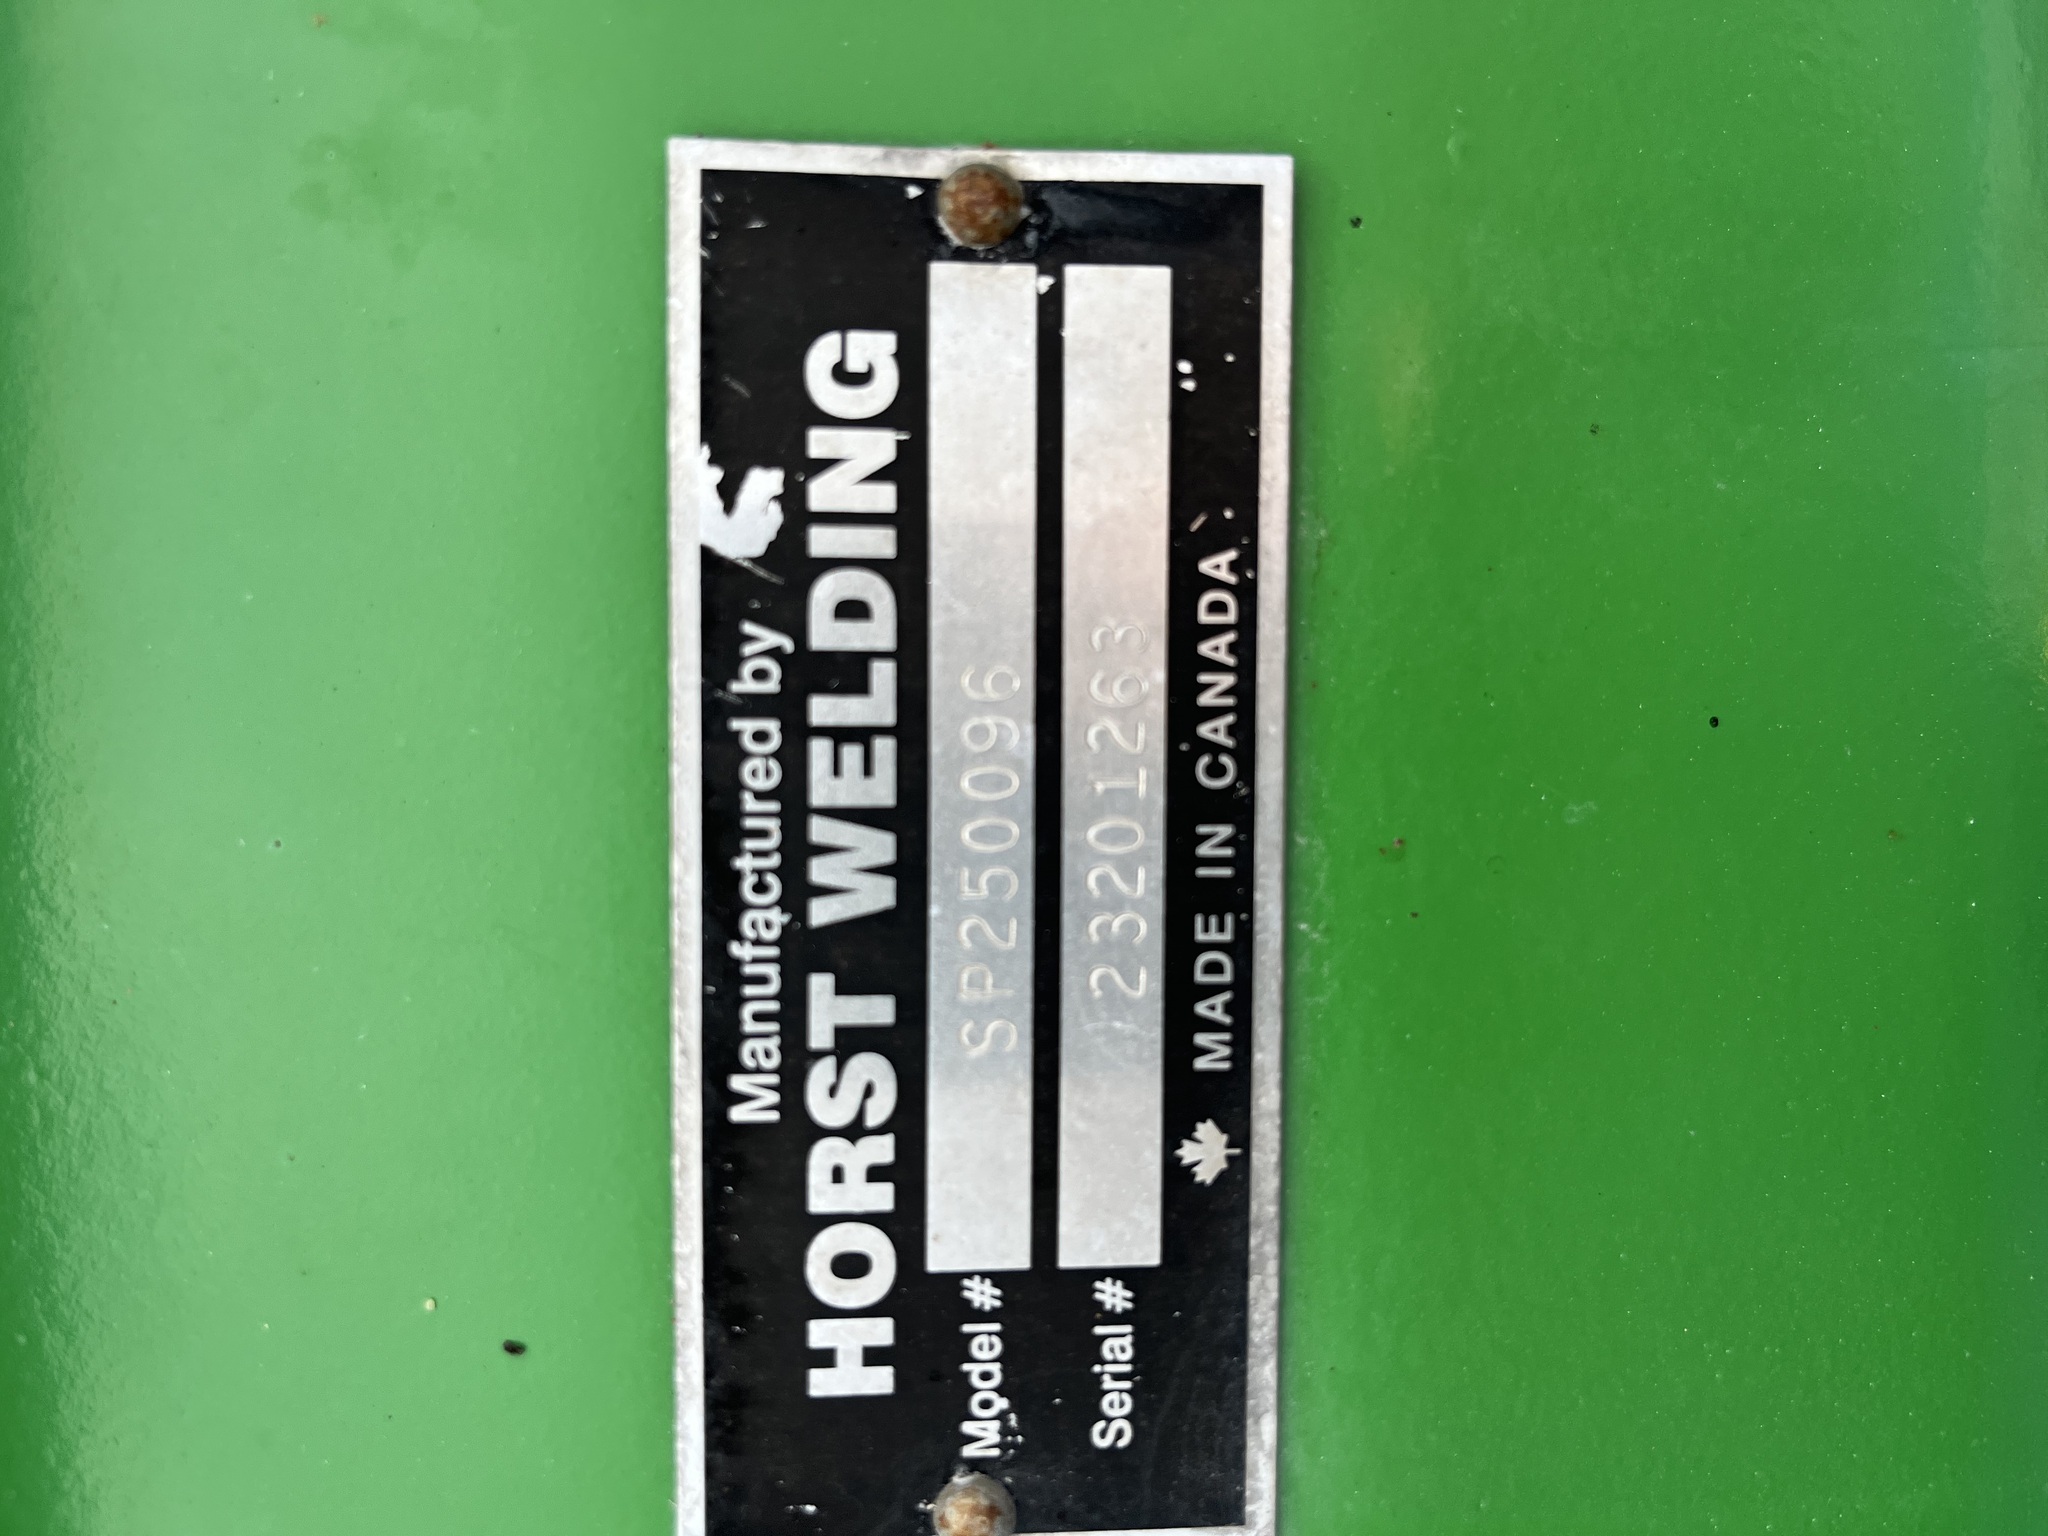 Manufactured by
HORST WELDING
Model # SP250096
Serial # 23201263
MADE IN CANADA